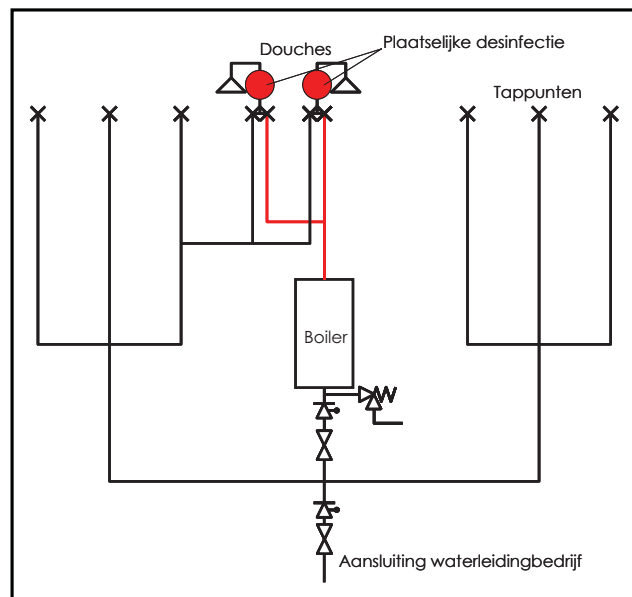 Douches
Plaatselijke desinfectie
Tappunten
Boiler
Aansluiting waterleidingbedrijf